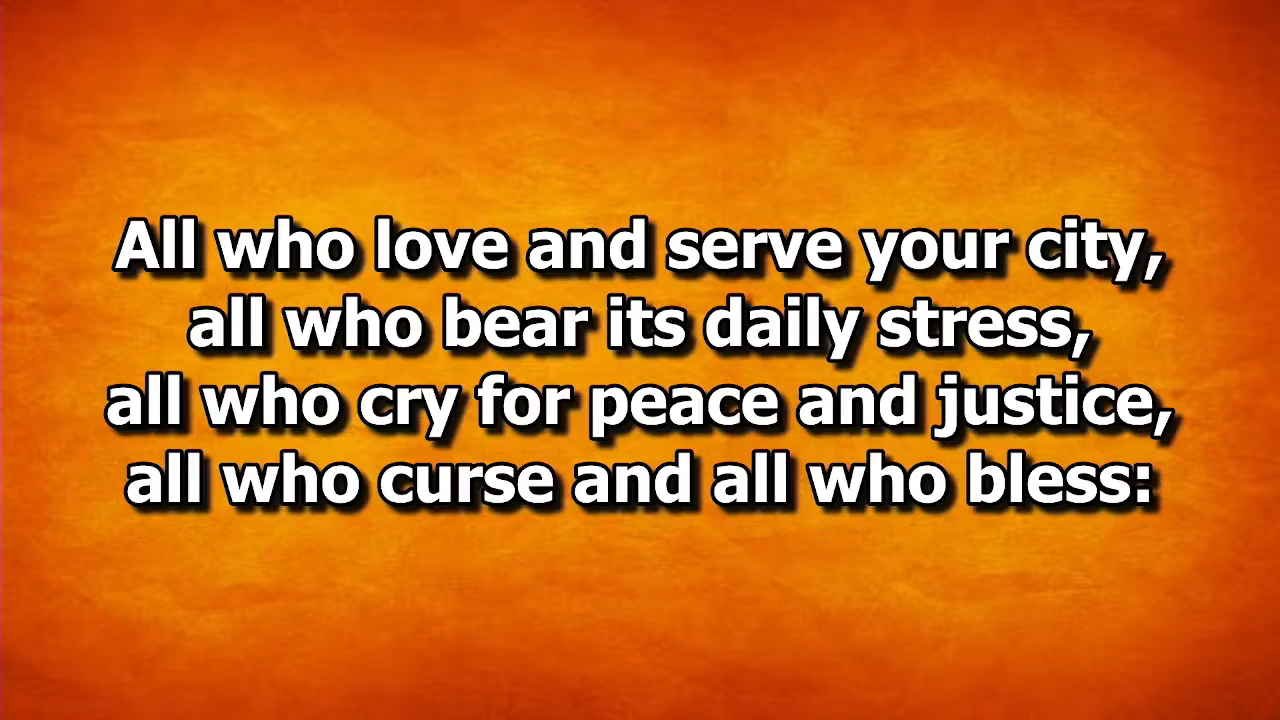 All who love and serve your city,
all who bear its daily stress,
all who cry for peace and justice,
all who curse and all who bless: